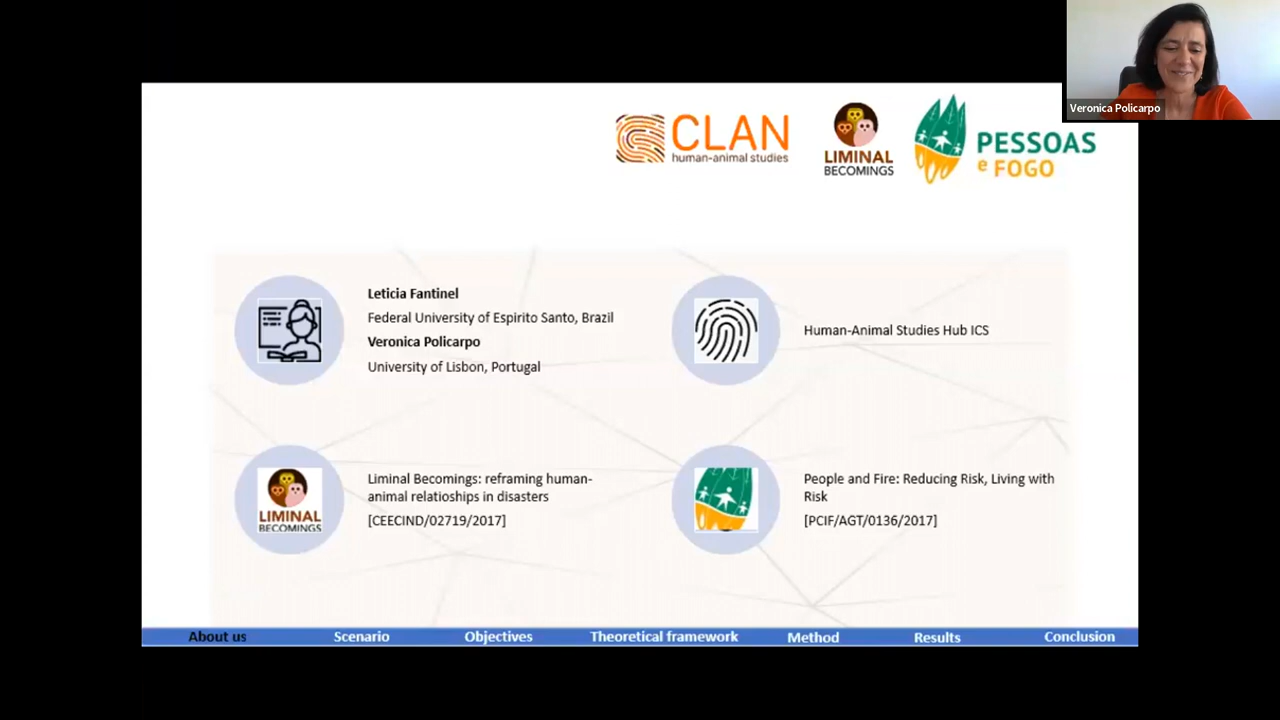 Veronica Policarpo
CLAN
human-animal studies
LIMINAL
BECOMINGS
PESSOAS
e FOGO
Leticia Fantinel
Federal University of Espirito Santo, Brazil
Veronica Policarpo
University of Lisbon, Portugal
Human-Animal Studies Hub ICS
LIMINAL
BECOMINGS
Liminal Becomings: reframing human-
animal relatioships in disasters
[CEECIND/02719/2017]
People and Fire: Reducing Risk, Living with
Risk
[PCIF/AGT/0136/2017]
About us Scenario Objectives Theoretical framework Method Results Conclusion